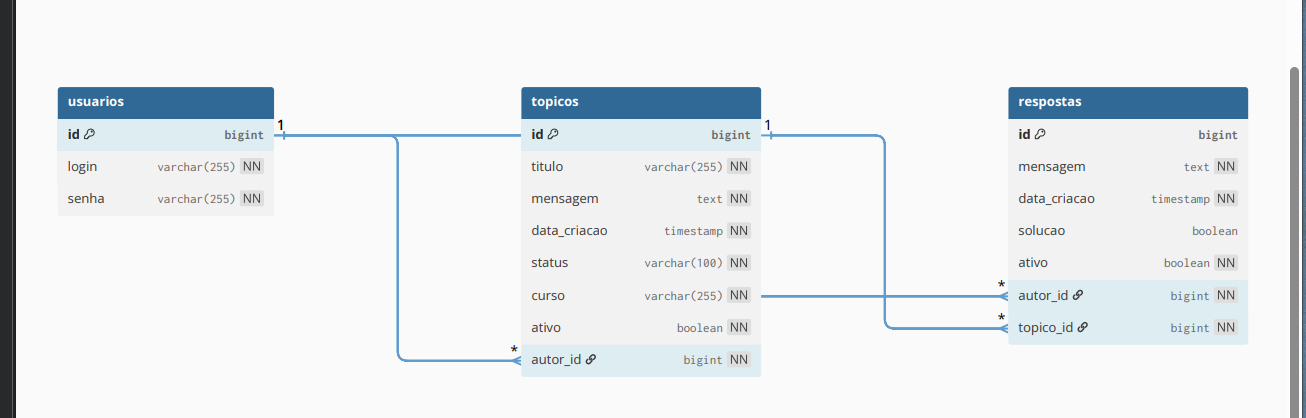 usuarios
id bigint
login varchar(255) NN
senha varchar(255) NN
1
topicos
id bigint NN
titulo varchar(255) NN
mensagem text NN
data_criacao timestamp NN
status varchar(100) NN
curso varchar(255) NN
ativo boolean NN
* autor_id bigint NN
1
respostas
id bigint
mensagem text NN
data_criacao timestamp NN
solucao boolean
ativo boolean NN
* autor_id bigint NN
* topico_id bigint NN